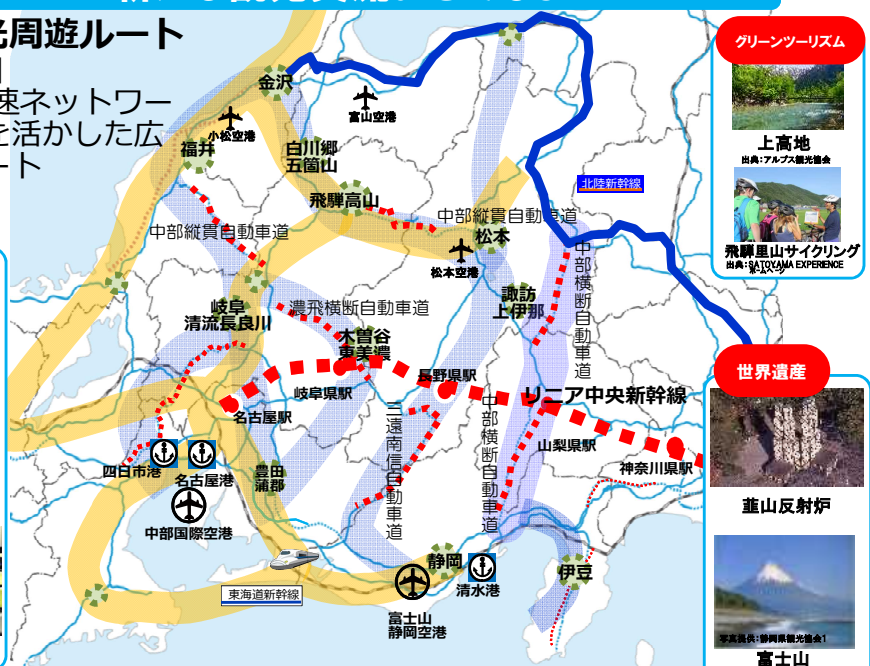 光周遊ルート
速ネットワー
を活かした広
ート
金沢
小松空港
富山空港
福井
白川郷
五箇山
飛騨高山
北陸新幹線
中部縦貫自動車道
中部縦貫自動車道
松本
松本空港
中部横断自動車道
諏訪
上伊那
岐阜
清流長良川
濃飛横断自動車道
木曽谷
東美濃
長野県駅
岐阜県駅
リニア中央新幹線
名古屋駅
三遠南信自動車道
中部横断自動車道
山梨県駅
神奈川県駅
四日市港
名古屋港
豊田
蒲郡
中部国際空港
静岡
清水港
伊豆
東海道新幹線
富士山
静岡空港
グリーンツーリズム
上高地
出典:アルプス観光協会
飛騨里山サイクリング
出典:SATOYAMA EXPERIENCE
ホームページ
世界遺産
韮山反射炉
写真提供:静岡県観光協会1
富士山